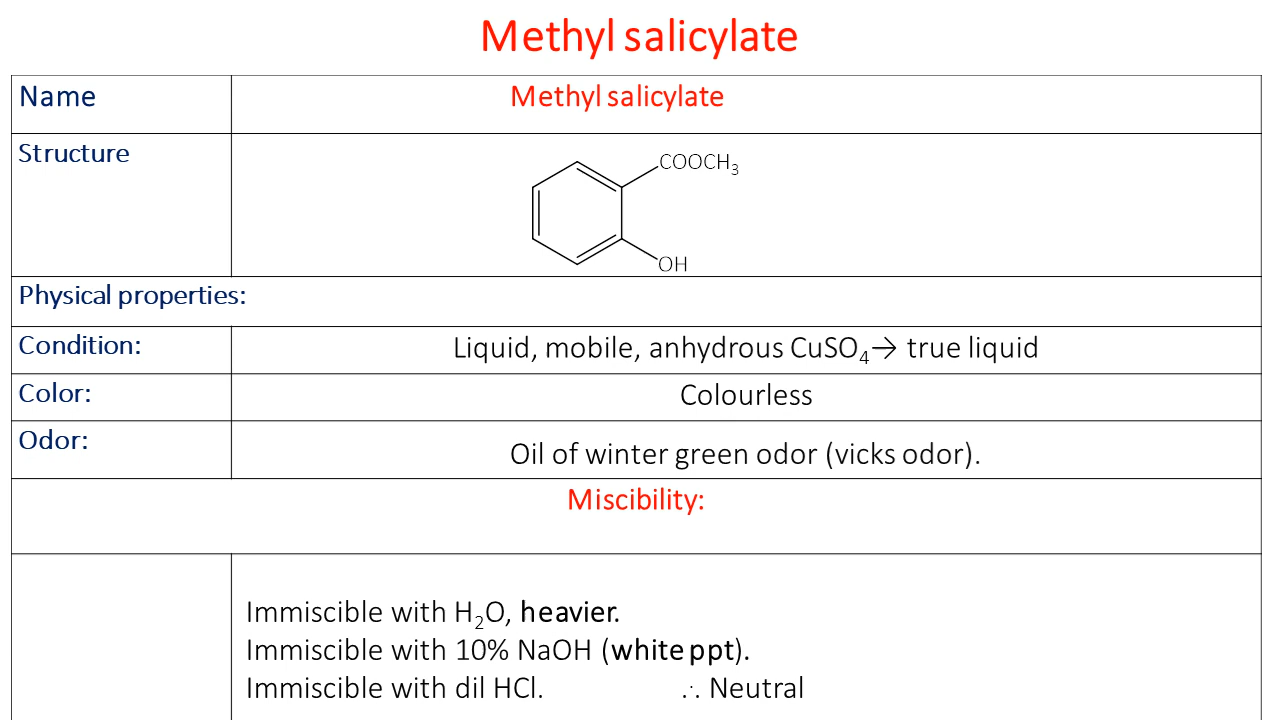 Methyl salicylate
Name
Methyl salicylate
Structure
COOCH₃
OH
Physical properties:
Condition:
Liquid, mobile, anhydrous CuSO₄→ true liquid
Color:
Colourless
Odor:
Oil of winter green odor (vicks odor).
Miscibility:
Immiscible with H₂O, heavier.
Immiscible with 10% NaOH (white ppt).
Immiscible with dil HCl. ∴ Neutral